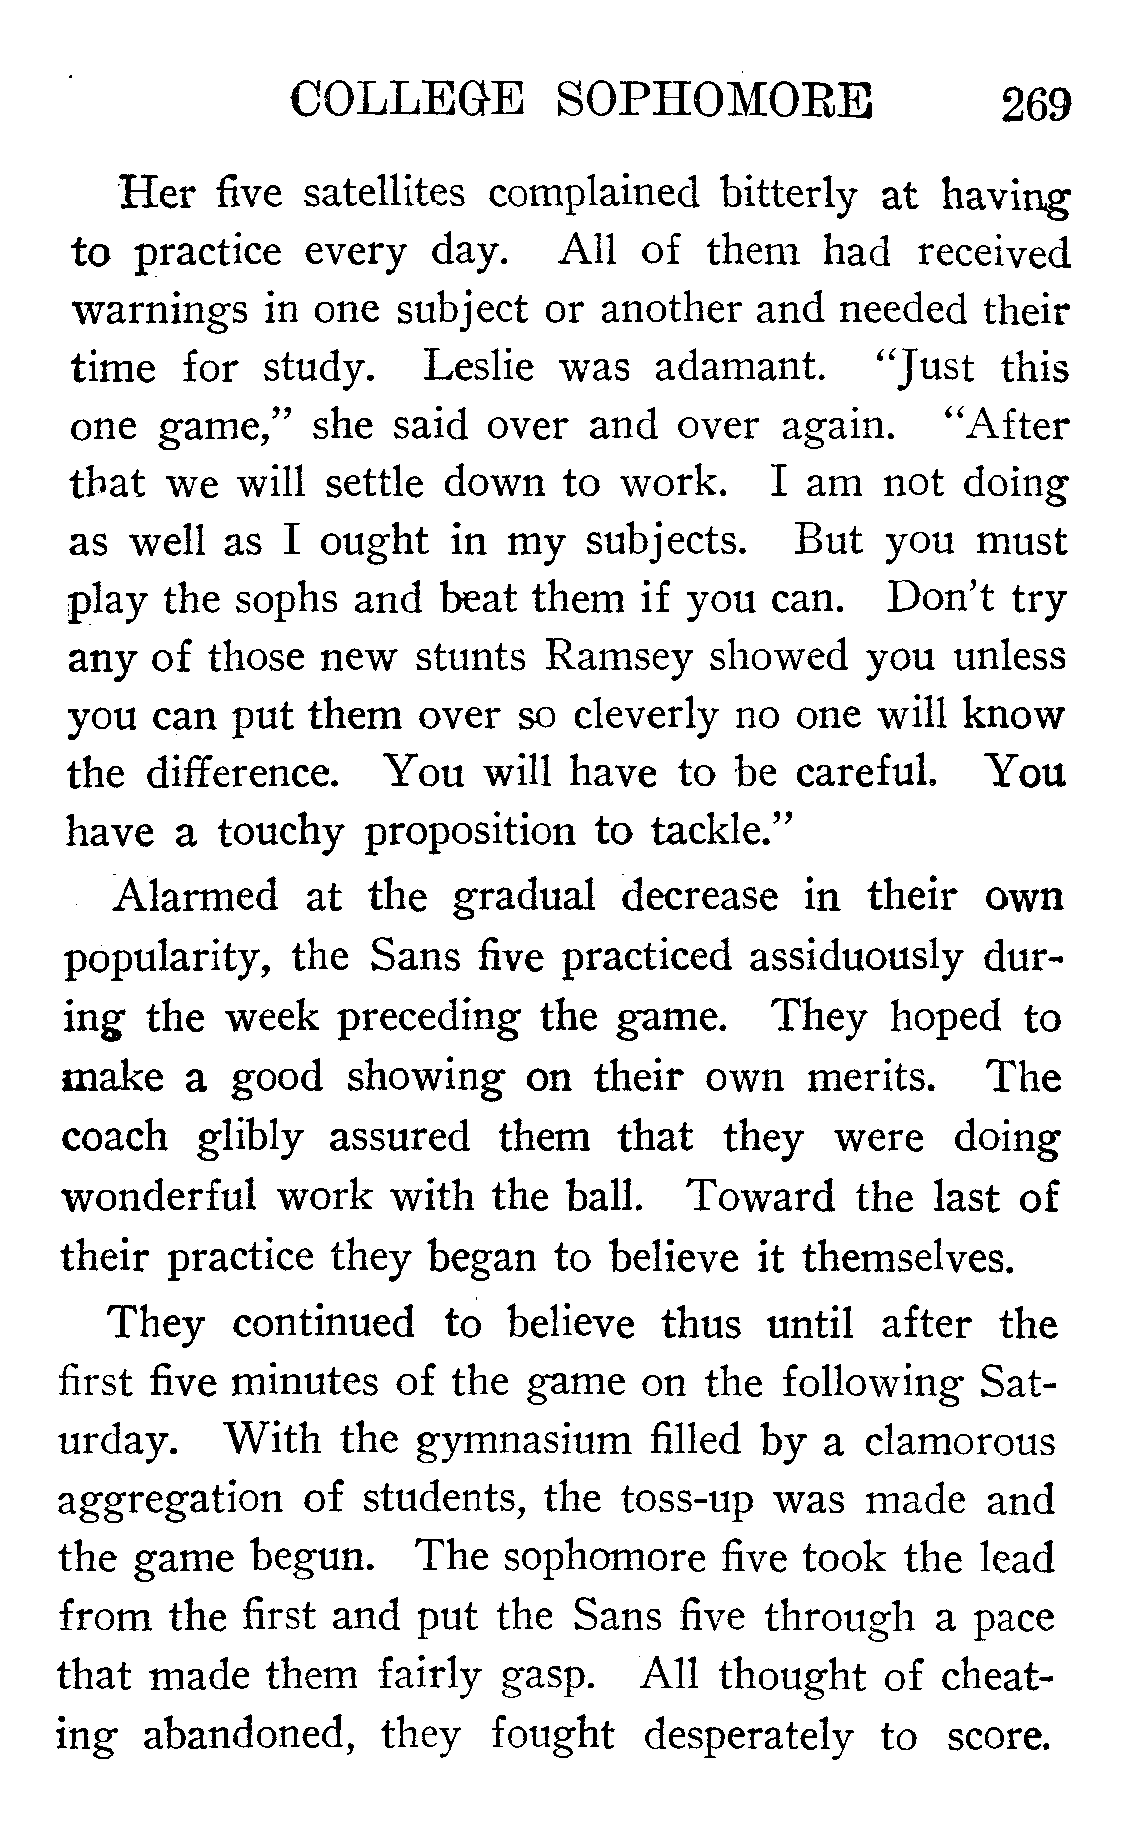 COLLEGE SOPHOMORE 269
Her five satellites complained bitterly at having
to practice every day. All of them had received
warnings in one subject or another and needed their
time for study. Leslie was adamant. “Just this
one game,” she said over and over again. “After
that we will settle down to work. I am not doing
as well as I ought in my subjects. But you must
play the sophs and beat them if you can. Don’t try
any of those new stunts Ramsey showed you unless
you can put them over so cleverly no one will know
the difference. You will have to be careful. You
have a touchy proposition to tackle.”
Alarmed at the gradual decrease in their own
popularity, the Sans five practiced assiduously dur-
ing the week preceding the game. They hoped to
make a good showing on their own merits. The
coach glibly assured them that they were doing
wonderful work with the ball. Toward the last of
their practice they began to believe it themselves.
They continued to believe thus until after the
first five minutes of the game on the following Sat-
urday. With the gymnasium filled by a clamorous
aggregation of students, the toss-up was made and
the game begun. The sophomore five took the lead
from the first and put the Sans five through a pace
that made them fairly gasp. All thought of cheat-
ing abandoned, they fought desperately to score.